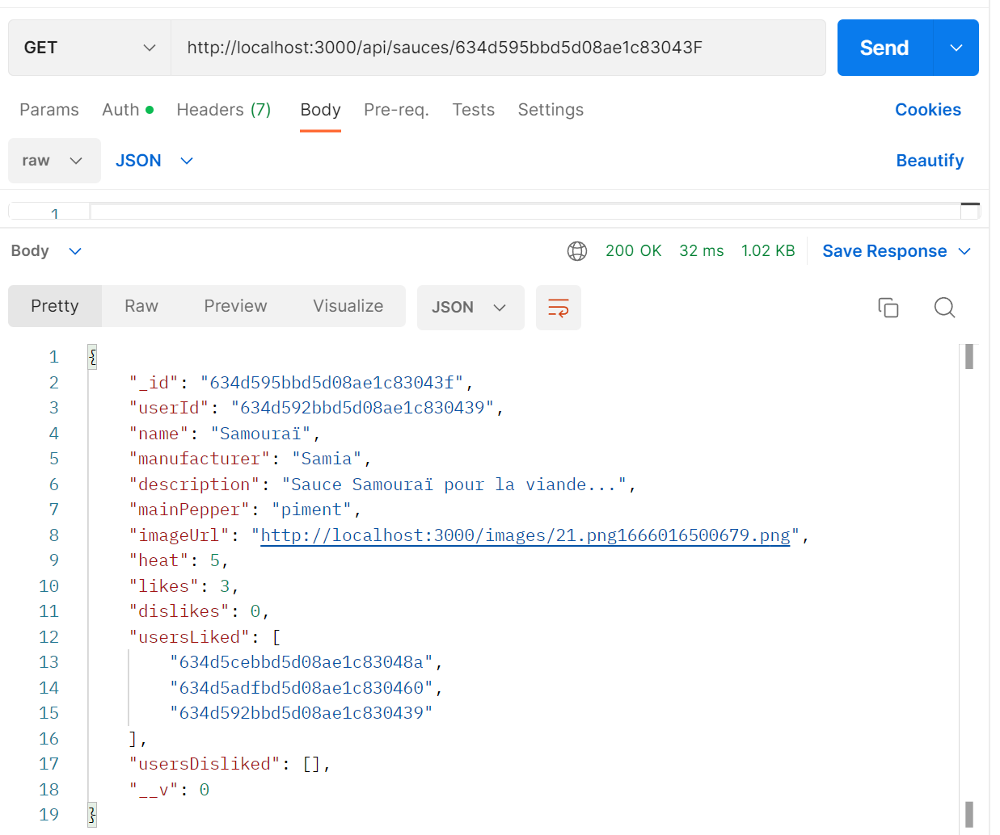 GET http://localhost:3000/api/sauces/634d595bbd5d08ae1c83043F Send
Params Auth Headers (7) Body Pre-req. Tests Settings Cookies
raw JSON Beautify
1
Body 200 OK 32 ms 1.02 KB Save Response
Pretty Raw Preview Visualize JSON
1 {
2 "_id": "634d595bbd5d08ae1c83043f",
3 "userId": "634d592bbd5d08ae1c830439",
4 "name": "Samouraï",
5 "manufacturer": "Samia",
6 "description": "Sauce Samouraï pour la viande...",
7 "mainPepper": "piment",
8 "imageUrl": "http://localhost:3000/images/21.png1666016500679.png",
9 "heat": 5,
10 "likes": 3,
11 "dislikes": 0,
12 "usersLiked": [
13 "634d5cebbd5d08ae1c83048a",
14 "634d5adfbd5d08ae1c830460",
15 "634d592bbd5d08ae1c830439"
16 ],
17 "usersDisliked": [],
18 "__v": 0
19 }